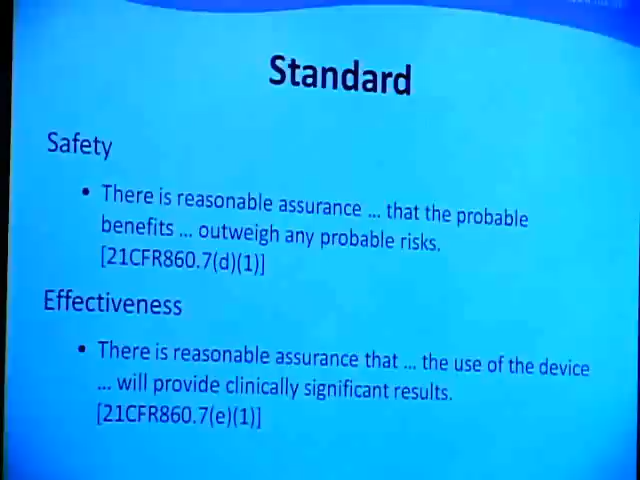 Standard
Safety
• There is reasonable assurance ... that the probable
benefits ... outweigh any probable risks.
[21CFR860.7(d)(1)]
Effectiveness
• There is reasonable assurance that ... the use of the device
... will provide clinically significant results.
[21CFR860.7(e)(1)]